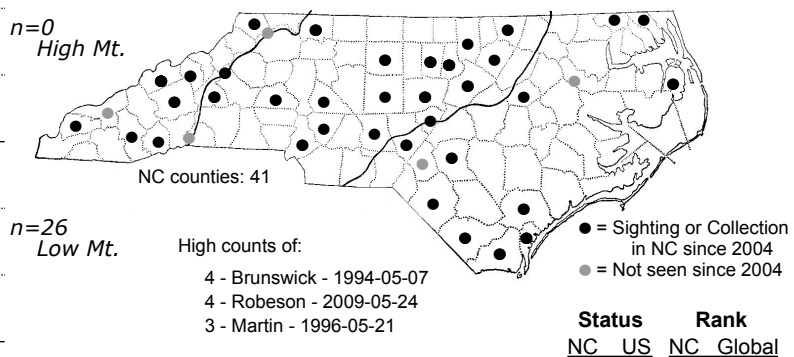 n=0
High Mt.
NC counties: 41
n=26
Low Mt.
High counts of:
4 - Brunswick - 1994-05-07
4 - Robeson - 2009-05-24
3 - Martin - 1996-05-21
= Sighting or Collection
in NC since 2004
= Not seen since 2004
Status Rank
NC US NC Global